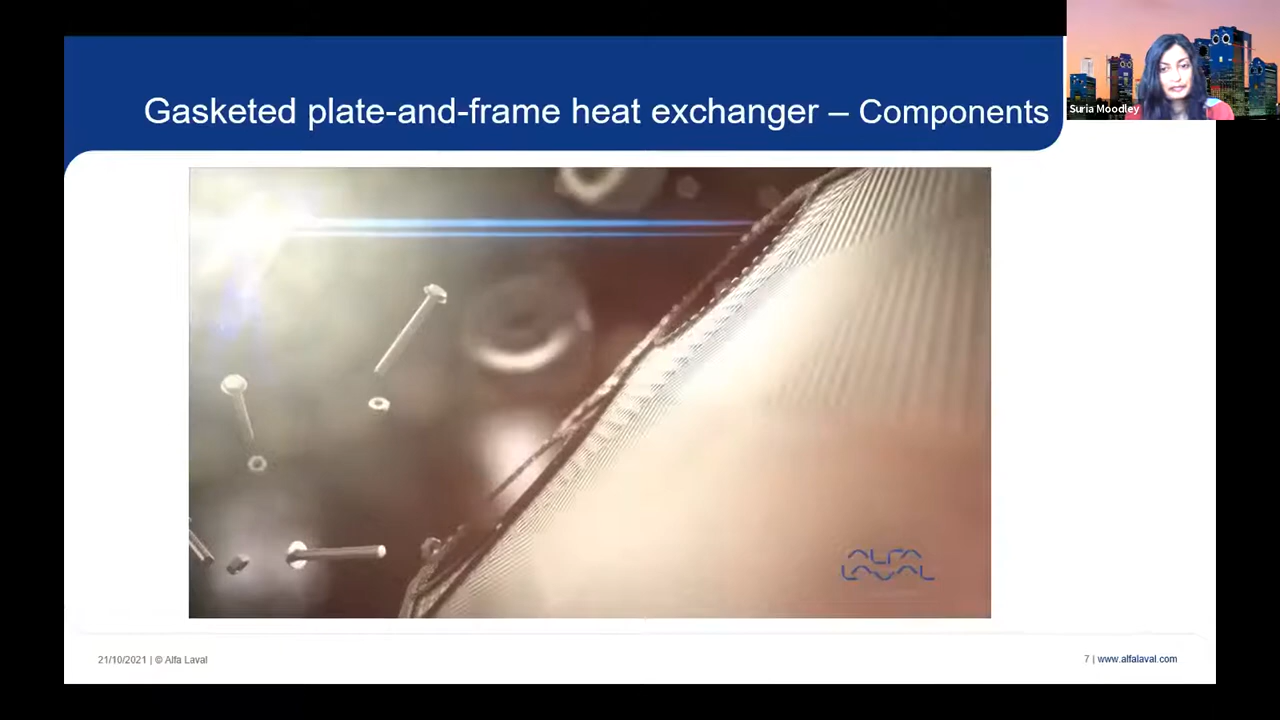 Gasketed plate-and-frame heat exchanger – Components
Suria Moodley
ALFA
LAVAL
21/10/2021 | © Alfa Laval
7 | www.alfalaval.com